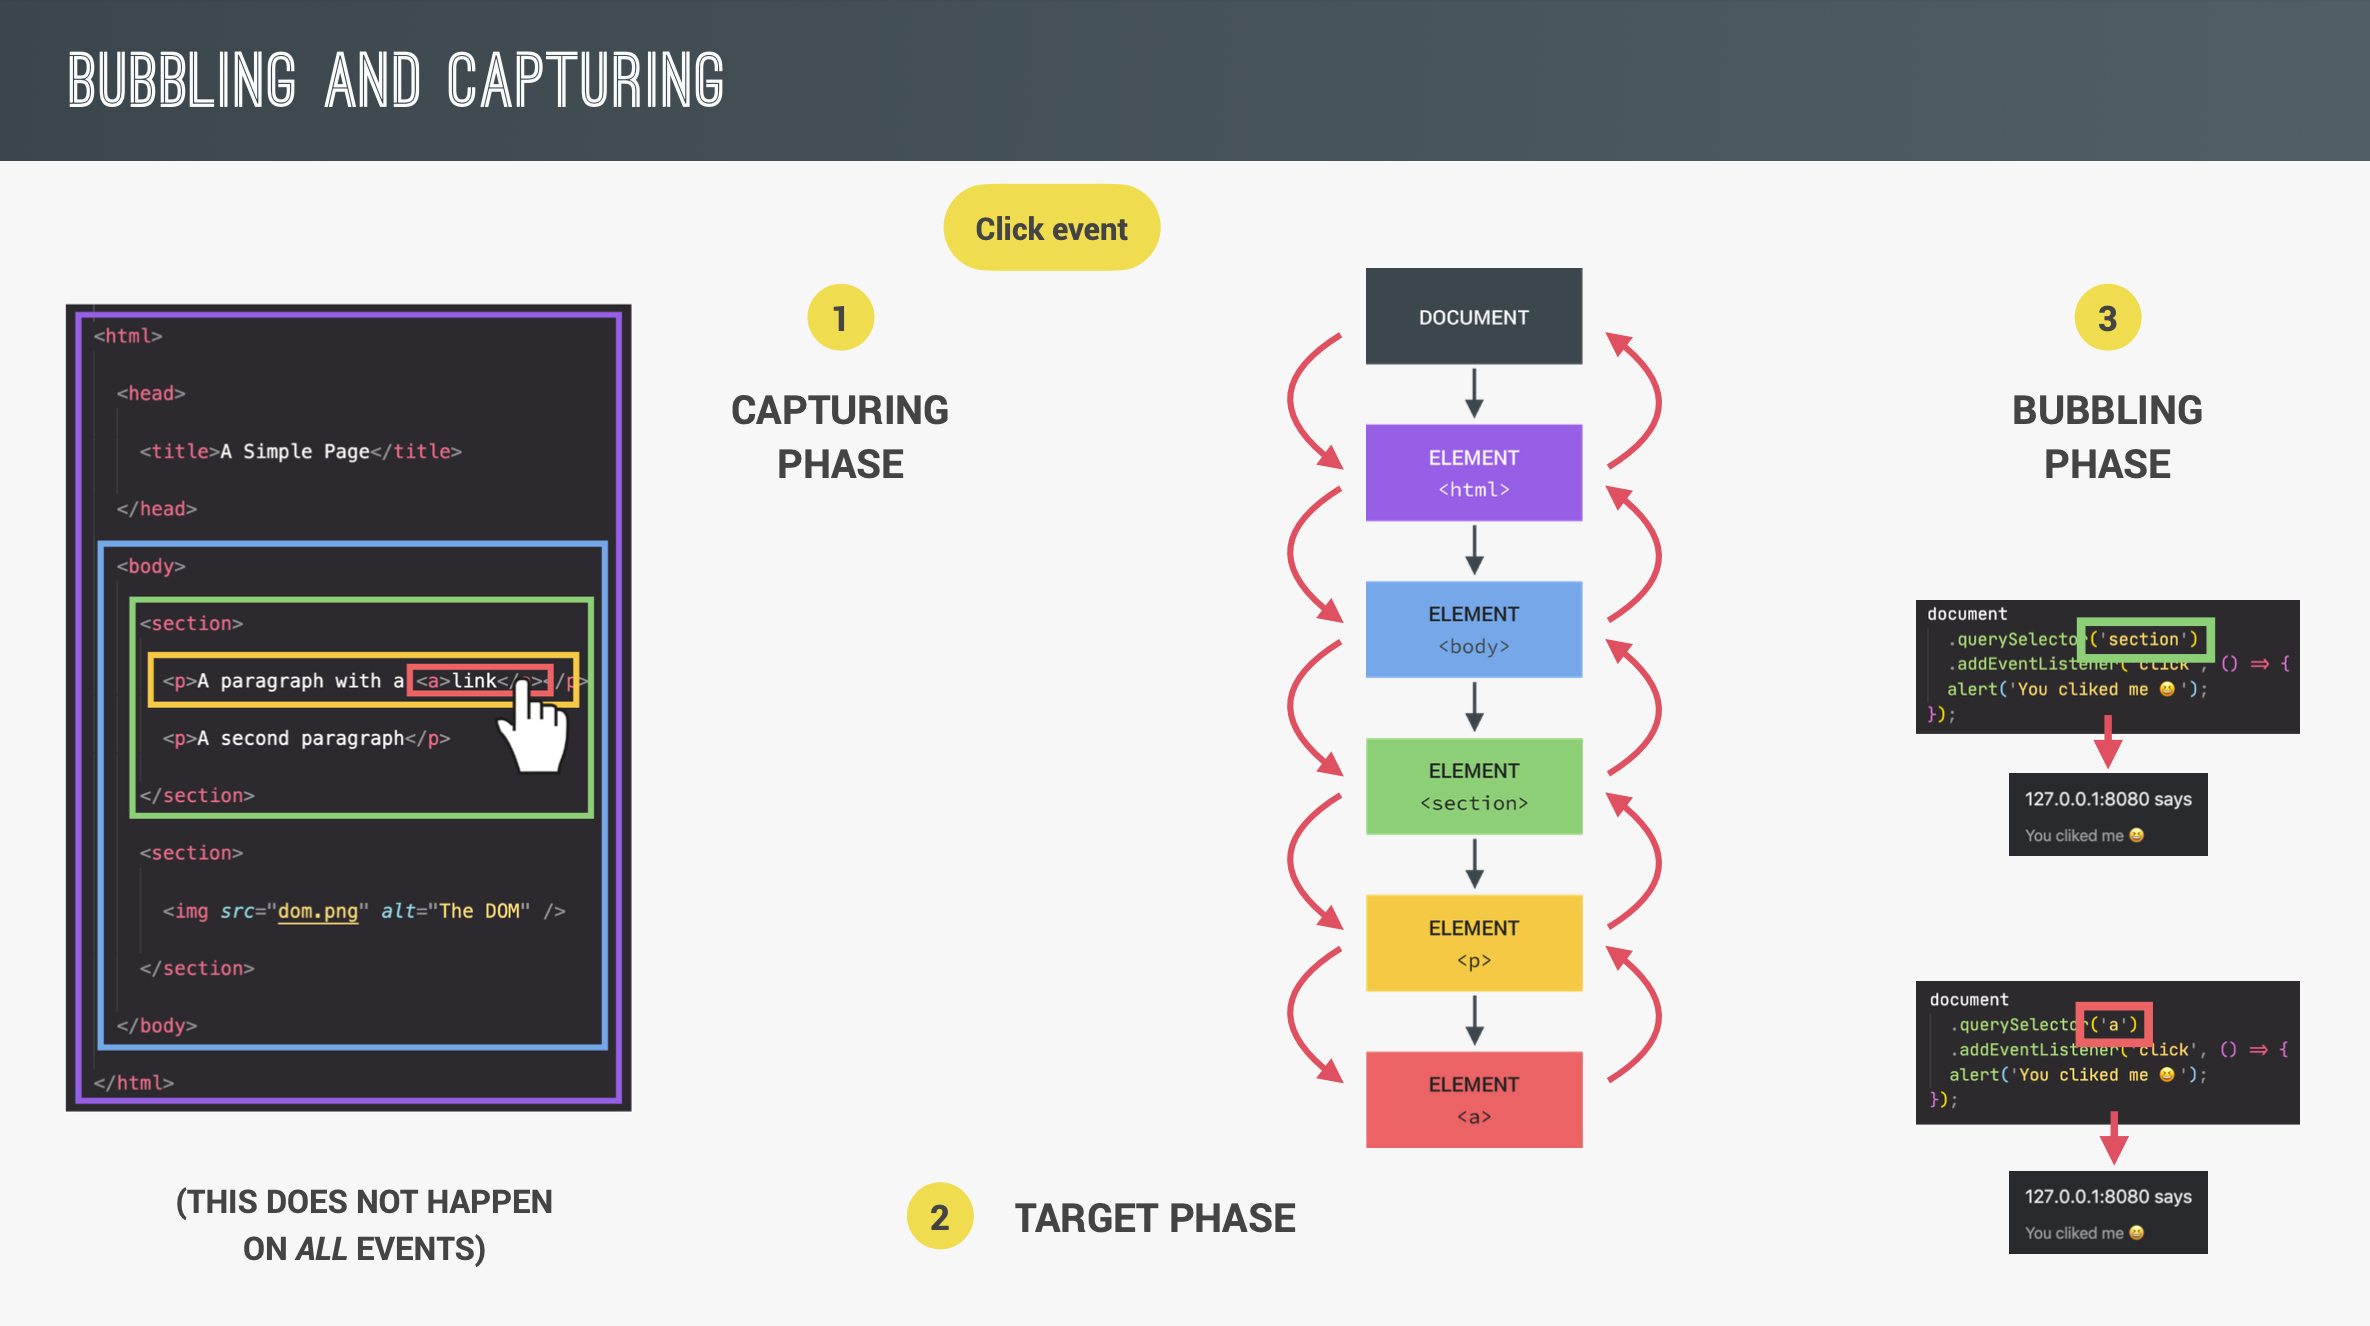 BUBBLING AND CAPTURING
Click event
<html>
<head>
<title>A Simple Page</title>
</head>
<body>
<section>
<p>A paragraph with a <a>link</a></p>
<p>A second paragraph</p>
</section>
<section>
<img src="dom.png" alt="The DOM" />
</section>
</body>
</html>
(THIS DOES NOT HAPPEN
ON ALL EVENTS)
1
CAPTURING
PHASE
2
TARGET PHASE
DOCUMENT
ELEMENT
<html>
ELEMENT
<body>
ELEMENT
<section>
ELEMENT
<p>
ELEMENT
<a>
3
BUBBLING
PHASE
document
.querySelector('section')
.addEventListener('click', () => {
alert('You cliked me 😆');
});
127.0.0.1:8080 says
You cliked me 😆
document
.querySelector('a')
.addEventListener('click', () => {
alert('You cliked me 😆');
});
127.0.0.1:8080 says
You cliked me 😆